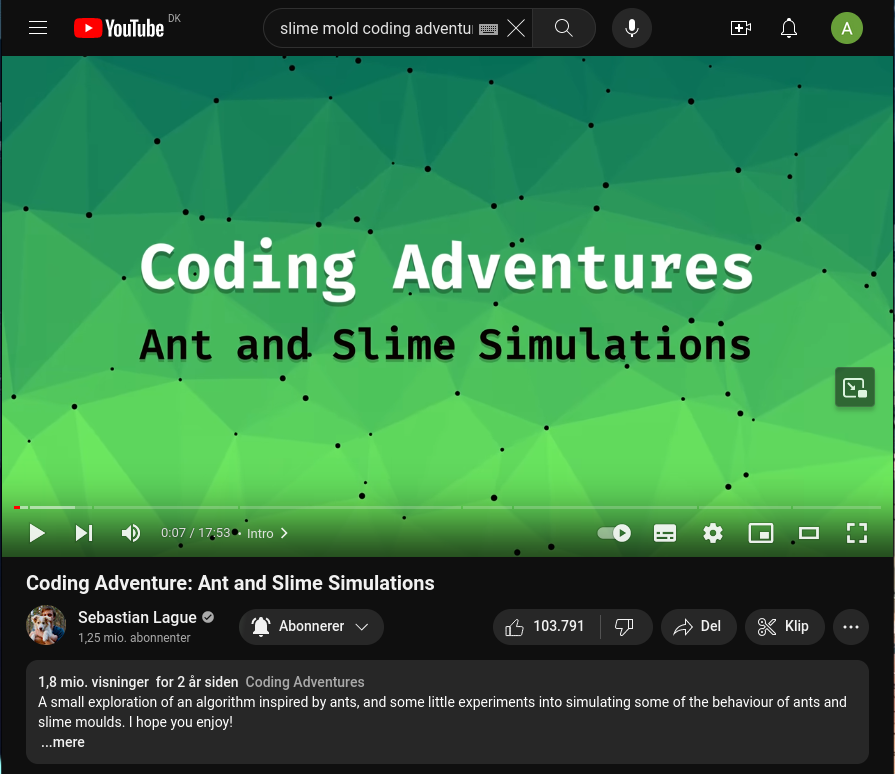 YouTube DK
slime mold coding adventu
A
Coding Adventures
Ant and Slime Simulations
0:07 / 17:53 • Intro
Coding Adventure: Ant and Slime Simulations
Sebastian Lague
1,25 mio. abonnenter
Abonnerer
103.791
Del
Klip
1,8 mio. visninger for 2 år siden Coding Adventures
A small exploration of an algorithm inspired by ants, and some little experiments into simulating some of the behaviour of ants and
slime moulds. I hope you enjoy!
...mere